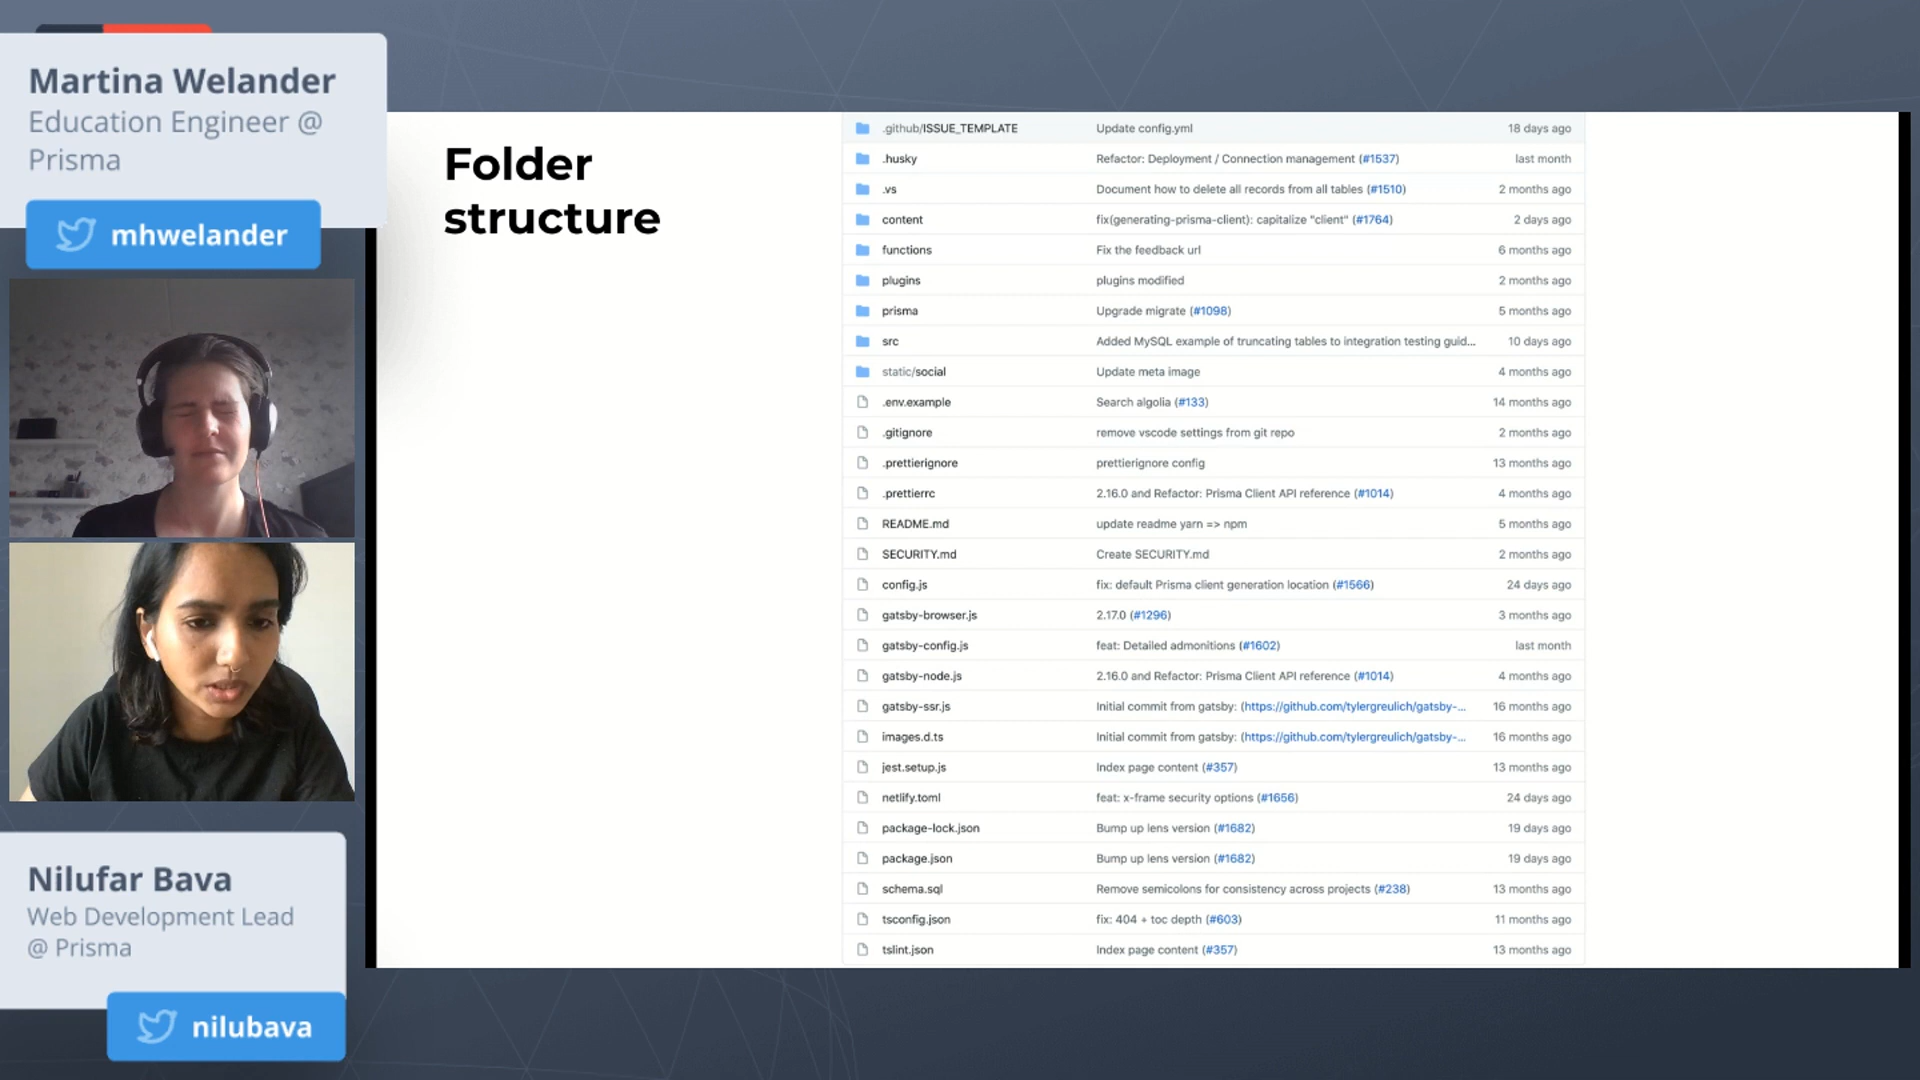 Martina Welander
Education Engineer @
Prisma
mhwelander
Nilufar Bava
Web Development Lead
@ Prisma
nilubava
Folder
structure
.github/ISSUE_TEMPLATE Update config.yml 18 days ago
.husky Refactor: Deployment / Connection management (#1537) last month
.vs Document how to delete all records from all tables (#1510) 2 months ago
content fix(generating-prisma-client): capitalize "client" (#1764) 2 days ago
functions Fix the feedback url 6 months ago
plugins plugins modified 2 months ago
prisma Upgrade migrate (#1098) 5 months ago
src Added MySQL example of truncating tables to integration testing guid... 10 days ago
static/social Update meta image 4 months ago
.env.example Search algolia (#133) 14 months ago
.gitignore remove vscode settings from git repo 2 months ago
.prettierignore prettierignore config 13 months ago
.prettierrc 2.16.0 and Refactor: Prisma Client API reference (#1014) 4 months ago
README.md update readme yarn => npm 5 months ago
SECURITY.md Create SECURITY.md 2 months ago
config.js fix: default Prisma client generation location (#1566) 24 days ago
gatsby-browser.js 2.17.0 (#1296) 3 months ago
gatsby-config.js feat: Detailed admonitions (#1602) last month
gatsby-node.js 2.16.0 and Refactor: Prisma Client API reference (#1014) 4 months ago
gatsby-ssr.js Initial commit from gatsby: (https://github.com/tylergreulich/gatsby-... 16 months ago
images.d.ts Initial commit from gatsby: (https://github.com/tylergreulich/gatsby-... 16 months ago
jest.setup.js Index page content (#357) 13 months ago
netlify.toml feat: x-frame security options (#1656) 24 days ago
package-lock.json Bump up lens version (#1682) 19 days ago
package.json Bump up lens version (#1682) 19 days ago
schema.sql Remove semicolons for consistency across projects (#238) 13 months ago
tsconfig.json fix: 404 + toc depth (#603) 11 months ago
tslint.json Index page content (#357) 13 months ago